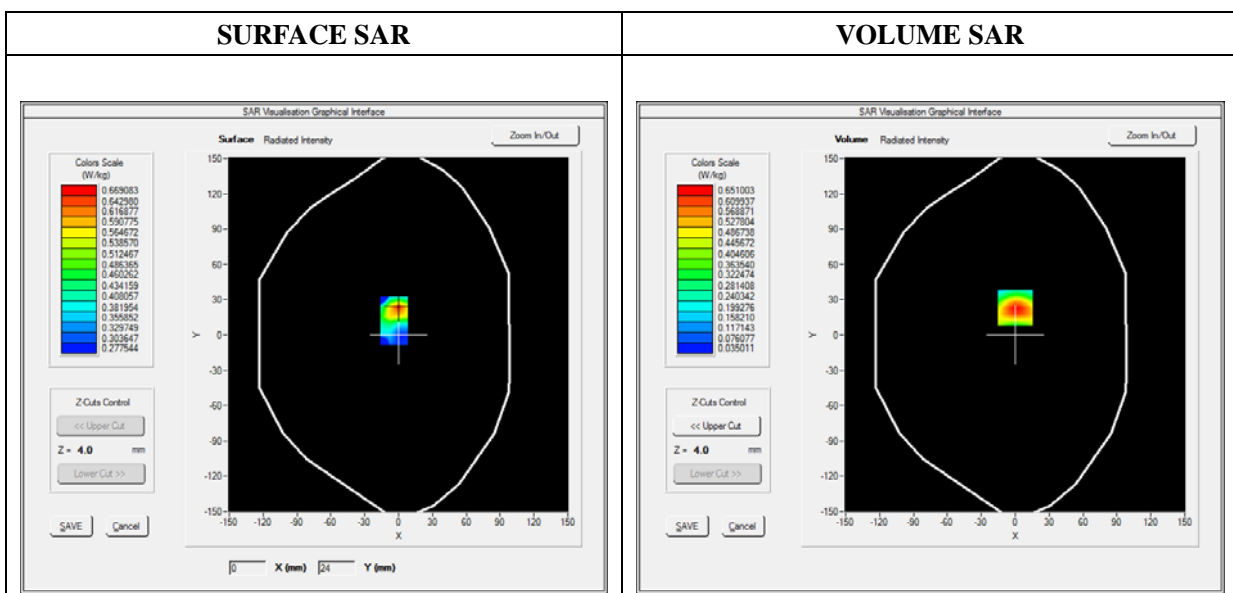 SURFACE SAR
VOLUME SAR
SAR Visualisation Graphical Interface
Surface Radiated Intensity
Zoom In/Out
Colors Scale
(W/kg)
0.669083
0.642980
0.616877
0.590775
0.564672
0.538570
0.512467
0.486365
0.460262
0.434159
0.408057
0.381954
0.355852
0.329749
0.303647
0.277544
Z-Cuts Control
<< Upper Cut
Z = 4.0 mm
Lower Cut >>
SAVE Cancel
150
120
90
60
30
0
-30
-60
-90
-120
-150
Y
-150 -120 -90 -60 -30 0 30 60 90 120 150
X
0 X (mm) 24 Y (mm)
SAR Visualisation Graphical Interface
Volume Radiated Intensity
Zoom In/Out
Colors Scale
(W/kg)
0.651003
0.609937
0.568871
0.527804
0.486738
0.445672
0.404606
0.363540
0.322474
0.281408
0.240342
0.199276
0.158210
0.117143
0.076077
0.035011
Z-Cuts Control
<< Upper Cut
Z = 4.0 mm
Lower Cut >>
SAVE Cancel
150
120
90
60
30
0
-30
-60
-90
-120
-150
Y
-150 -120 -90 -60 -30 0 30 60 90 120 150
X